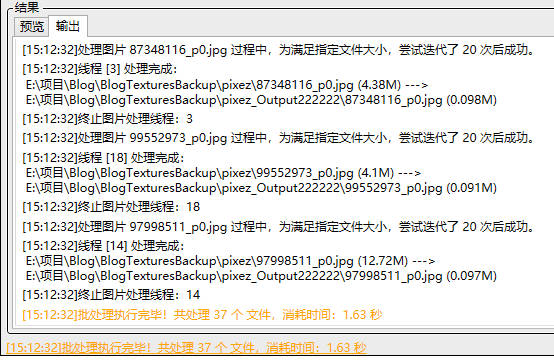 结果
预览 输出
[15:12:32]处理图片 87348116_p0.jpg 过程中，为满足指定文件大小，尝试迭代了 20 次后成功。
[15:12:32]线程 [3] 处理完成：
E:\项目\Blog\BlogTexturesBackup\pixez\87348116_p0.jpg (4.38M) --->
E:\项目\Blog\BlogTexturesBackup\pixez_Output222222\87348116_p0.jpg (0.098M)
[15:12:32]终止图片处理线程：3
[15:12:32]处理图片 99552973_p0.jpg 过程中，为满足指定文件大小，尝试迭代了 20 次后成功。
[15:12:32]线程 [18] 处理完成：
E:\项目\Blog\BlogTexturesBackup\pixez\99552973_p0.jpg (4.1M) --->
E:\项目\Blog\BlogTexturesBackup\pixez_Output222222\99552973_p0.jpg (0.091M)
[15:12:32]终止图片处理线程：18
[15:12:32]处理图片 97998511_p0.jpg 过程中，为满足指定文件大小，尝试迭代了 20 次后成功。
[15:12:32]线程 [14] 处理完成：
E:\项目\Blog\BlogTexturesBackup\pixez\97998511_p0.jpg (12.72M) --->
E:\项目\Blog\BlogTexturesBackup\pixez_Output222222\97998511_p0.jpg (0.097M)
[15:12:32]终止图片处理线程：14
[15:12:32]批处理执行完毕！共处理 37 个 文件，消耗时间：1.63 秒
[15:12:32]批处理执行完毕！共处理 37 个 文件，消耗时间：1.63 秒